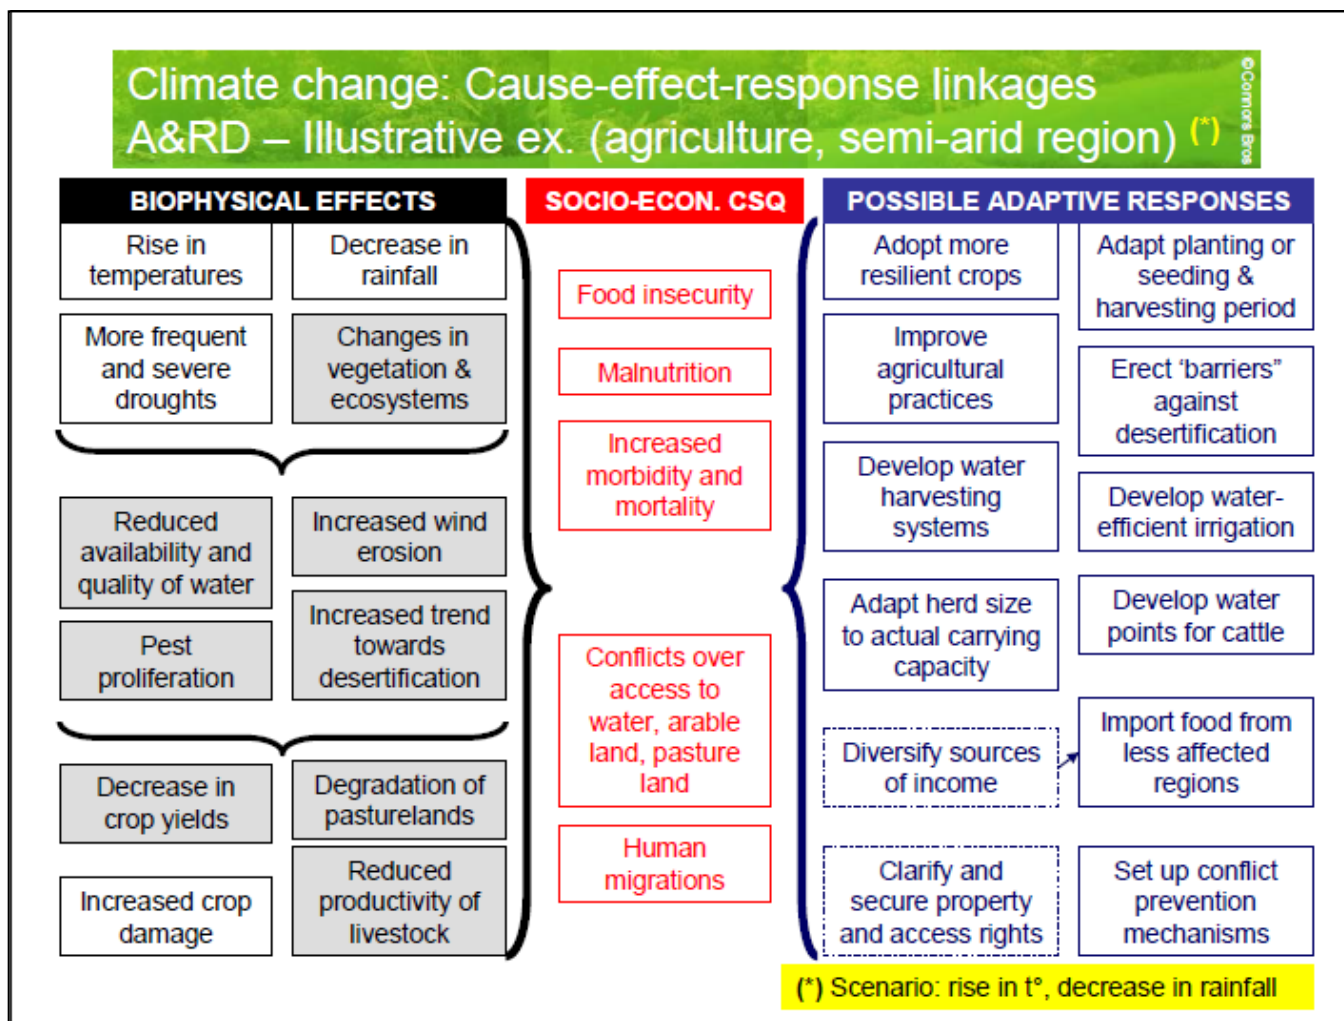 Climate change: Cause-effect-response linkages
A&RD – Illustrative ex. (agriculture, semi-arid region) (*)
©Cormons Bros
BIOPHYSICAL EFFECTS
Rise in
temperatures
Decrease in
rainfall
More frequent
and severe
droughts
Changes in
vegetation &
ecosystems
Reduced
availability and
quality of water
Increased wind
erosion
Pest
proliferation
Increased trend
towards
desertification
Decrease in
crop yields
Degradation of
pasturelands
Increased crop
damage
Reduced
productivity of
livestock
SOCIO-ECON. CSQ
Food insecurity
Malnutrition
Increased
morbidity and
mortality
Conflicts over
access to
water, arable
land, pasture
land
Human
migrations
POSSIBLE ADAPTIVE RESPONSES
Adopt more
resilient crops
Adapt planting or
seeding &
harvesting period
Improve
agricultural
practices
Erect ‘barriers”
against
desertification
Develop water
harvesting
systems
Develop water-
efficient irrigation
Adapt herd size
to actual carrying
capacity
Develop water
points for cattle
Diversify sources
of income
Import food from
less affected
regions
Clarify and
secure property
and access rights
Set up conflict
prevention
mechanisms
(*) Scenario: rise in t°, decrease in rainfall